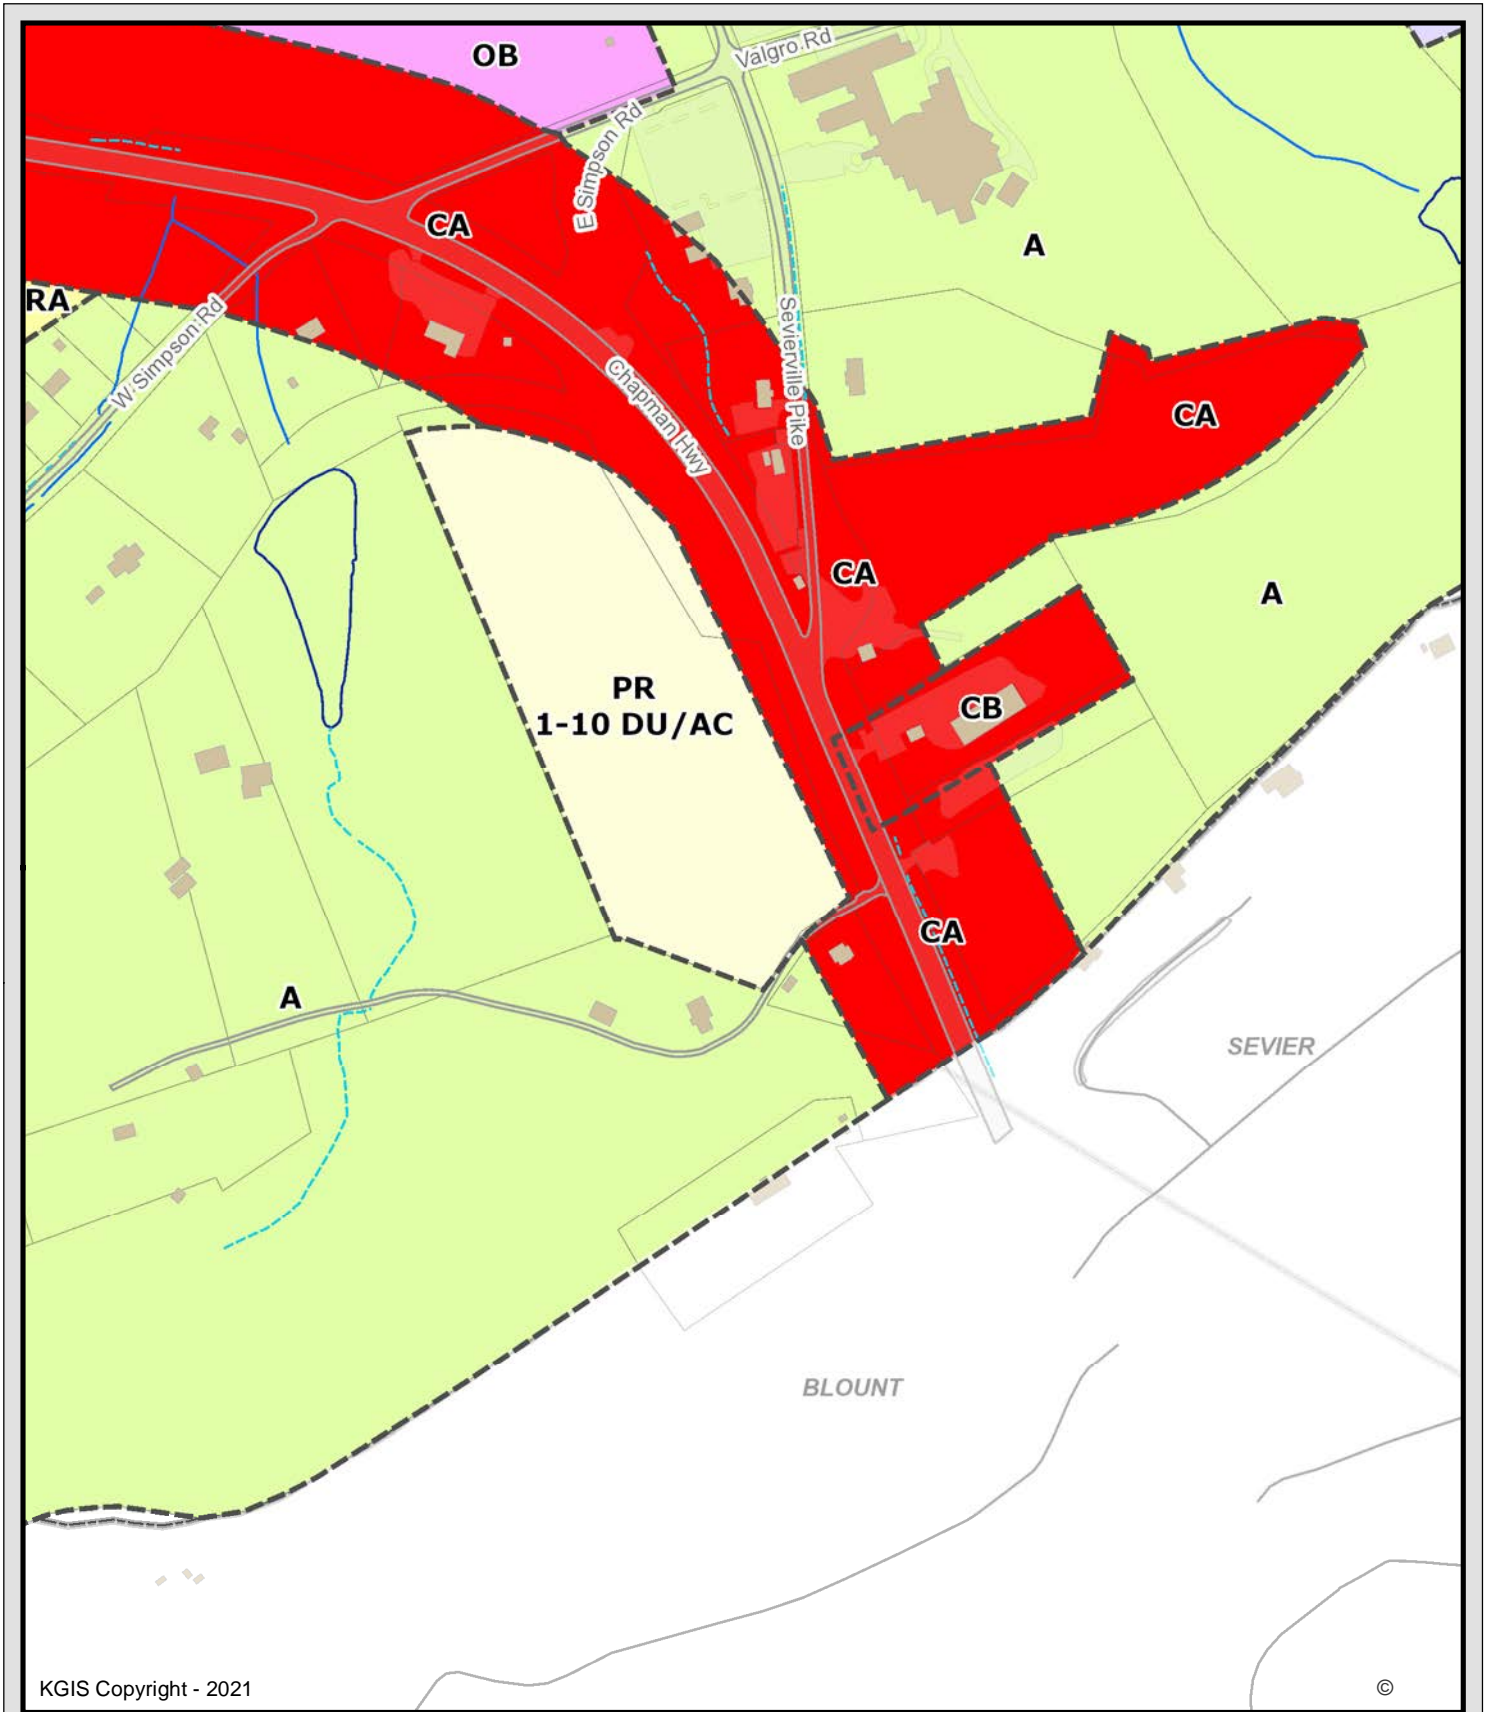 OB
Valgro Rd
E Simpson Rd
CA
A
RA
W Simpson Rd
Sevierville Pike
Chapman Hwy
CA
CA
A
PR
1-10 DU/AC
CB
CA
A
SEVIER
BLOUNT
KGIS Copyright - 2021
©